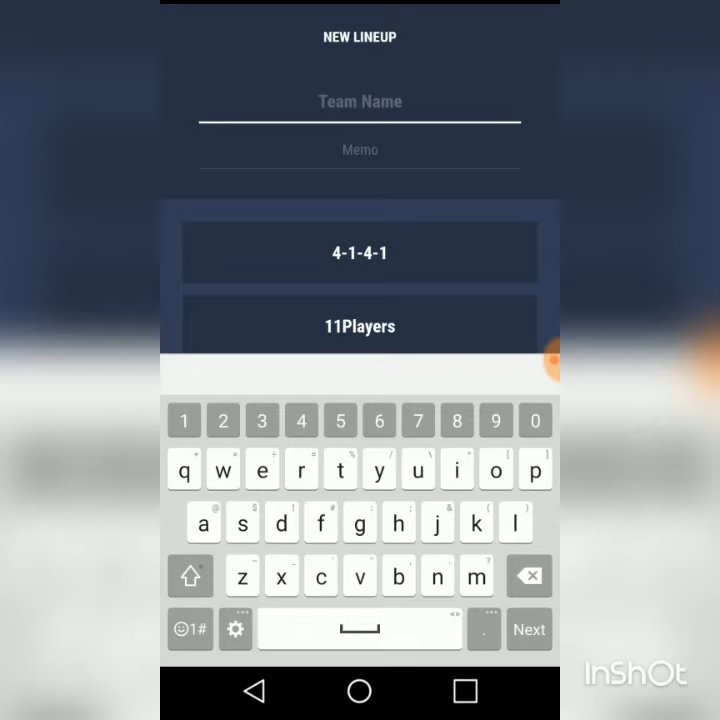 NEW LINEUP
Team Name
Memo
4-1-4-1
11Players
1 2 3 4 5 6 7 8 9 0
q w e r t y u i o p
a s d f g h j k l
z x c v b n m
☺1# . Next
InShOt